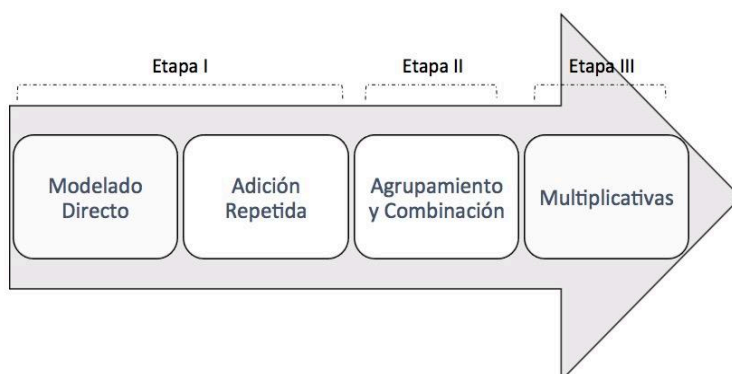 Etapa I
Etapa II
Etapa III
Modelado
Directo
Adición
Repetida
Agrupamiento
y Combinación
Multiplicativas